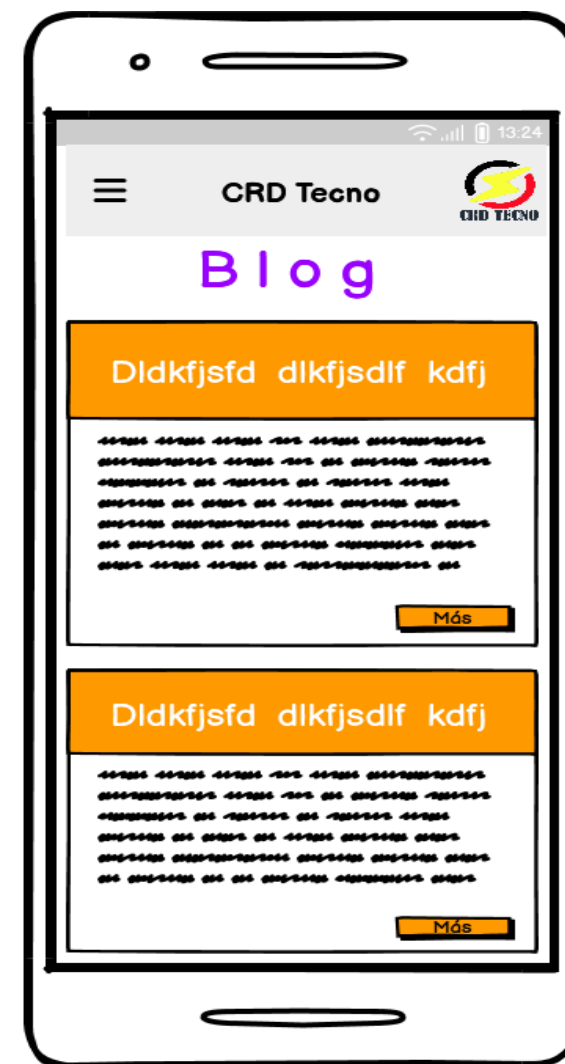 13:24
CRD Tecno
CRD TECNO
Blog
Dldkfjsfd dlkfjsdlf kdfj
Más
Dldkfjsfd dlkfjsdlf kdfj
Más